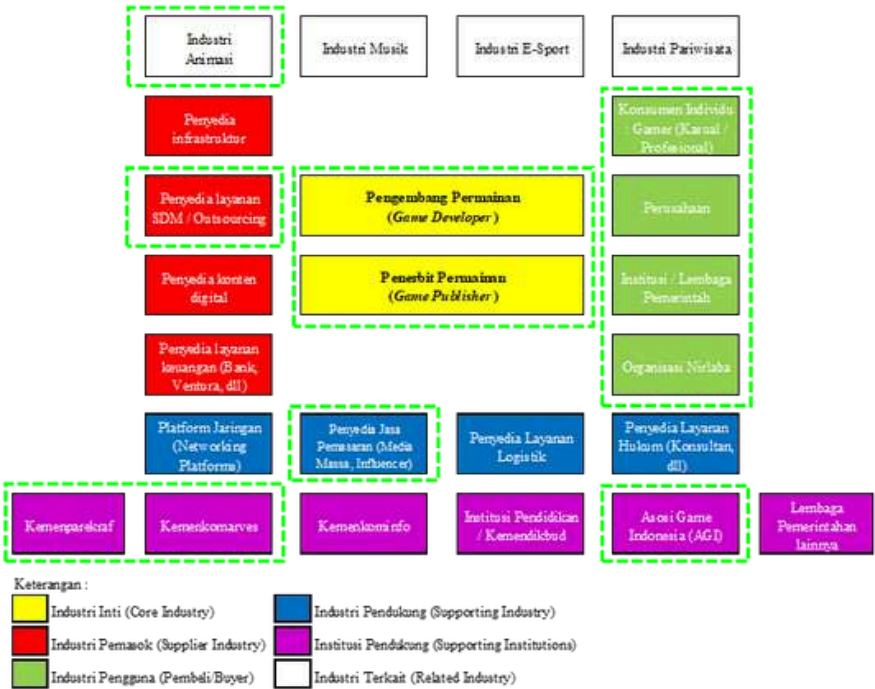 Industri
Animasi
Industri Musik
Industri E-Sport
Industri Pariwisata
Penyedia
infrastruktur
Konsumen Individu
: Gamer (Kasual /
Profesional)
Penyedia layanan
SDM / Outsourcing
Pengembang Permainan
(Game Developer)
Perusahaan
Penyedia konten
digital
Penerbit Permainan
(Game Publisher)
Institusi / Lembaga
Pemerintah
Penyedia layanan
keuangan (Bank,
Ventura, dll)
Organisasi Nirlaba
Platform Jaringan
(Networking
Platforms)
Penyedia Jasa
Pemasaran (Media
Massa, Influencer)
Penyedia Layanan
Logistik
Penyedia Layanan
Hukum (Konsultan,
dll)
Kemenparekraf
Kemenkomarves
Kemenkominfo
Institusi Pendidikan
/ Kemendikbud
Asosi Game
Indonesia (AGI)
Lembaga
Pemerintahan
lainnya
Keterangan :
Industri Inti (Core Industry)
Industri Pendukung (Supporting Industry)
Industri Pemasok (Supplier Industry)
Institusi Pendukung (Supporting Institutions)
Industri Pengguna (Pembeli/Buyer)
Industri Terkait (Related Industry)